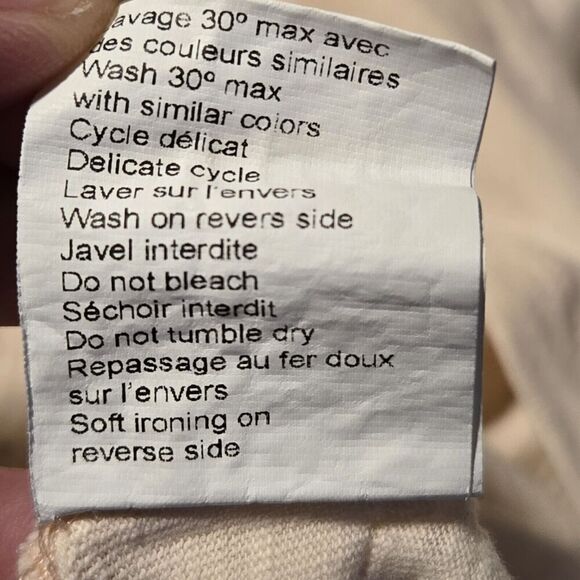 avage 30° max avec
des couleurs similaires
Wash 30° max
with similar colors
Cycle délicat
Delicate cycle
Laver sur l'envers
Wash on revers side
Javel interdite
Do not bleach
Séchoir interdit
Do not tumble dry
Repassage au fer doux
sur l'envers
Soft ironing on
reverse side